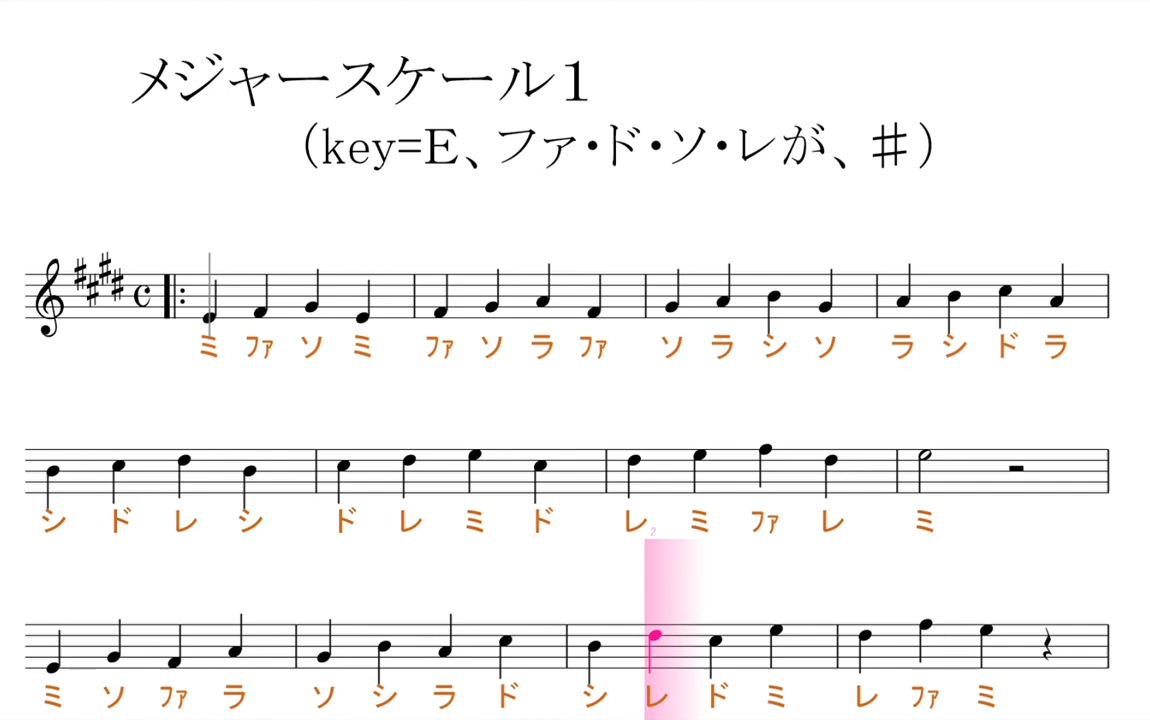 メジャースケール１
（key=E、ファ・ド・ソ・レが、＃）
ミ ファ ソ ミ ファ ソ ラ ファ ソ ラ シ ソ ラ シ ド ラ
シ ド レ シ ド レ ミ ド レ ミ ファ レ ミ
2
ミ ソ ファ ラ ソ シ ラ ド シ レ ド ミ レ ファ ミ